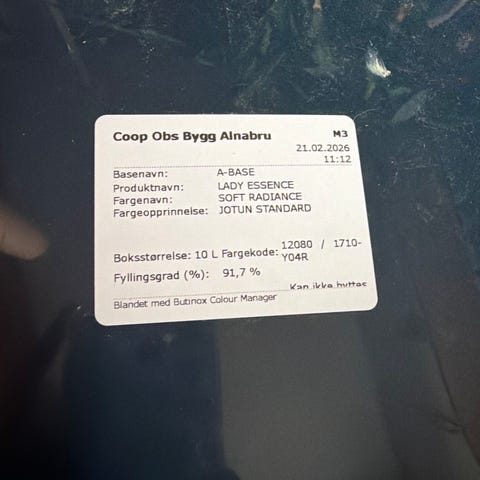 Coop Obs Bygg Alnabru M3
21.02.2026
11:12
Basenavn: A-BASE
Produktnavn: LADY ESSENCE
Fargenavn: SOFT RADIANCE
Fargeopprinnelse: JOTUN STANDARD
Boksstørrelse: 10 L Fargekode: 12080 / 1710-
Y04R
Fyllingsgrad (%): 91,7 %
Kan ikke byttes
Blandet med Butinox Colour Manager